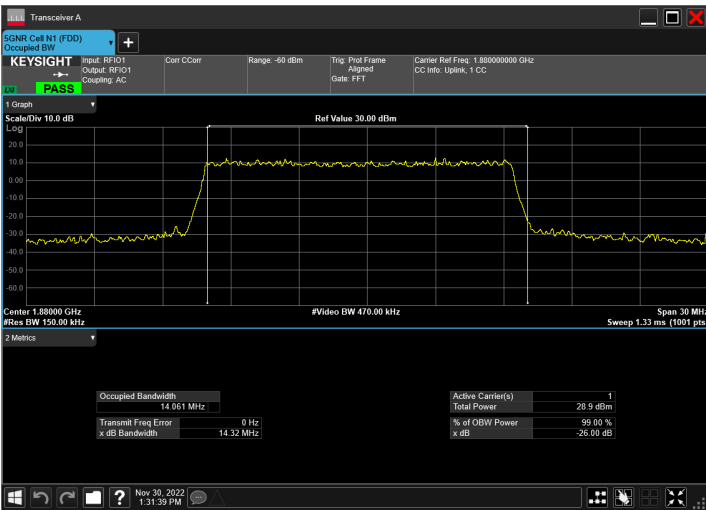 Transceiver A
5GNR Cell N1 (FDD)
Occupied BW
KEYSIGHT
Input: RFIO1
Output: RFIO1
Coupling: AC
Corr CCorr
Range: -60 dBm
Trig: Prot Frame
Aligned
Gate: FFT
Carrier Ref Freq: 1.880000000 GHz
CC Info: Uplink, 1 CC
LXI
PASS
1 Graph
Scale/Div 10.0 dB
Ref Value 30.00 dBm
Log
20.0
10.0
0.00
-10.0
-20.0
-30.0
-40.0
-50.0
-60.0
Center 1.88000 GHz
#Video BW 470.00 kHz
Span 30 MHz
#Res BW 150.00 kHz
Sweep 1.33 ms (1001 pts
2 Metrics
Occupied Bandwidth
14.061 MHz
Transmit Freq Error 0 Hz
x dB Bandwidth 14.32 MHz
Active Carrier(s) 1
Total Power 28.9 dBm
% of OBW Power 99.00 %
x dB -26.00 dB
Nov 30, 2022
1:31:39 PM